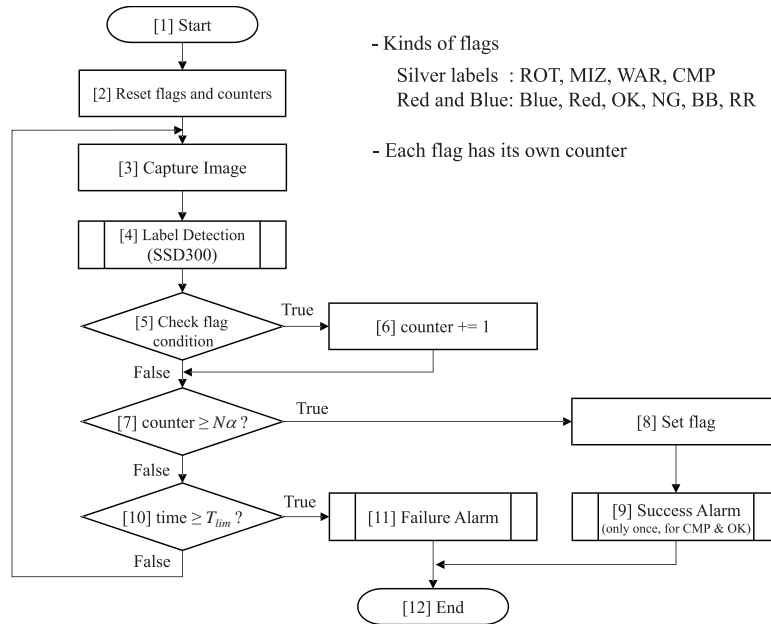 [1] Start
- Kinds of flags
Silver labels : ROT, MIZ, WAR, CMP
Red and Blue: Blue, Red, OK, NG, BB, RR
- Each flag has its own counter
[2] Reset flags and counters
[3] Capture Image
[4] Label Detection
(SSD300)
[5] Check flag
condition
True
[6] counter += 1
False
[7] counter ≥ Nα ?
True
[8] Set flag
False
[10] time ≥ Tlim ?
True
[11] Failure Alarm
[9] Success Alarm
(only once, for CMP & OK)
False
[12] End